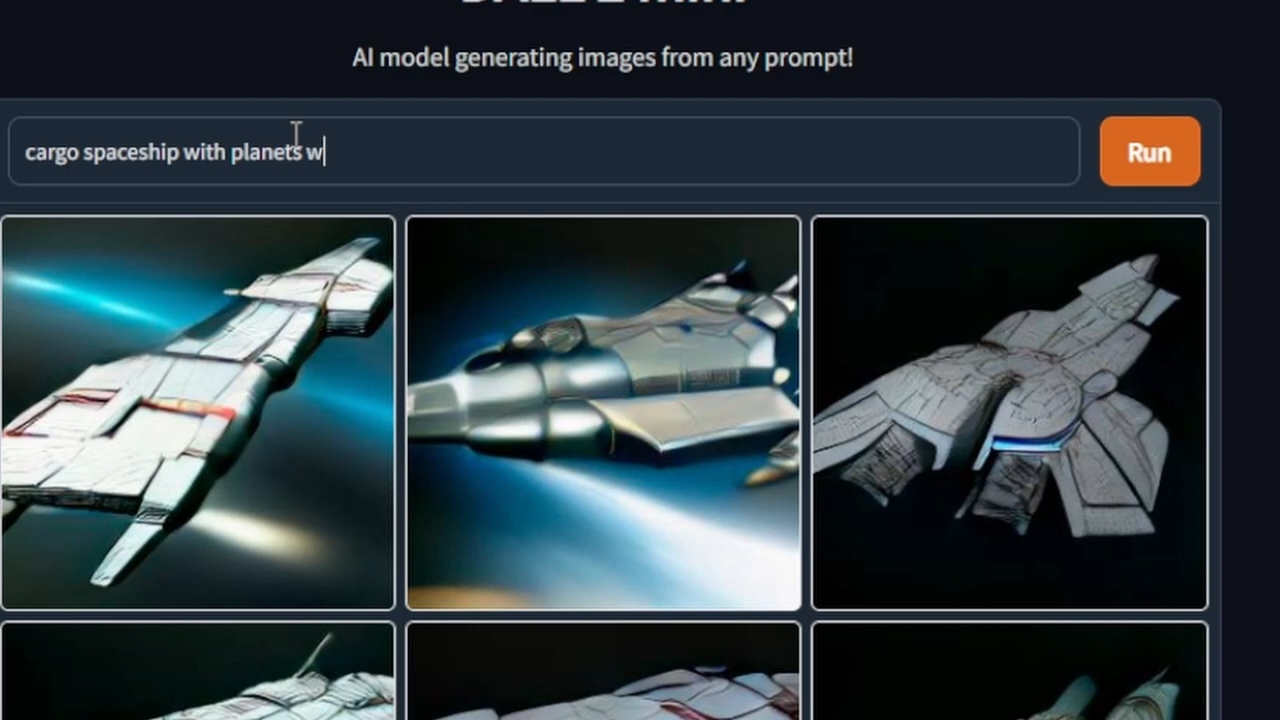 AI model generating images from any prompt!
cargo spaceship with planets w
Run